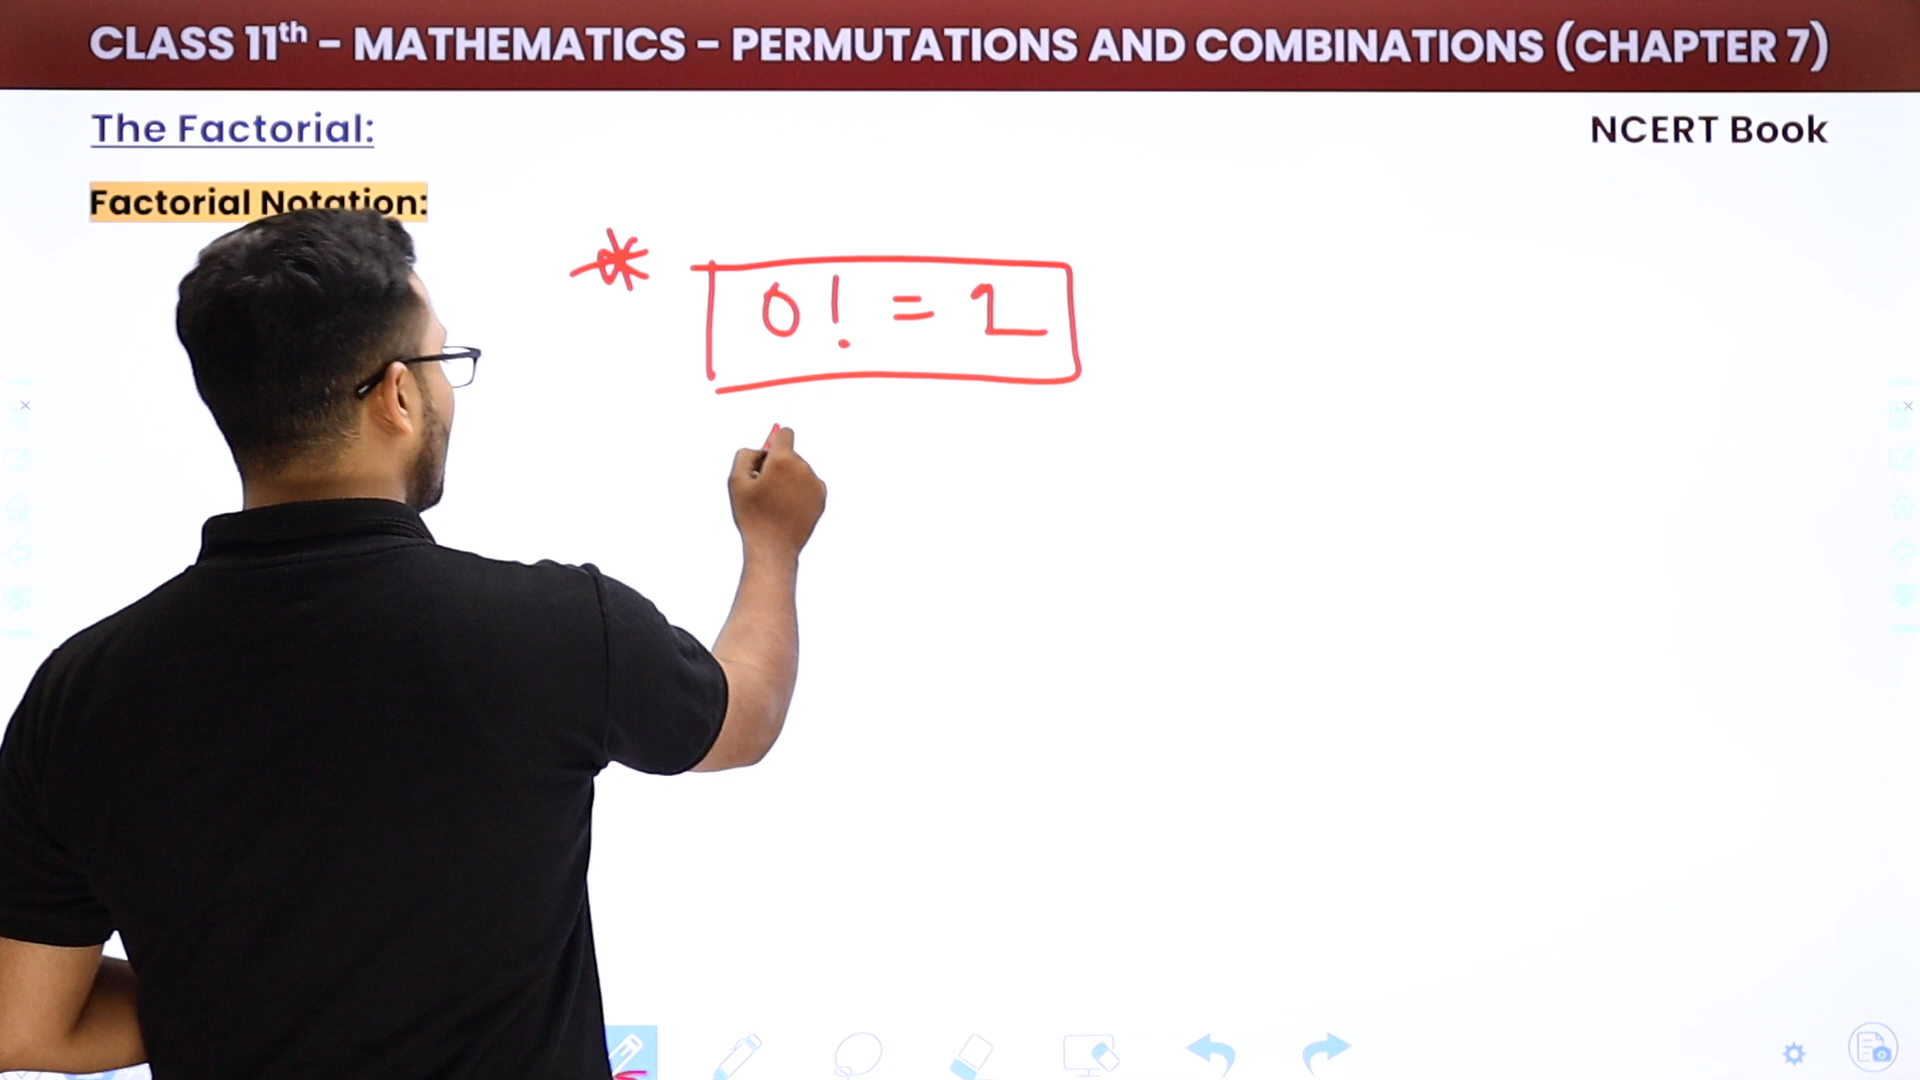 CLASS 11th - MATHEMATICS - PERMUTATIONS AND COMBINATIONS (CHAPTER 7)
The Factorial:
NCERT Book
Factorial Notation:
* 0! = 1